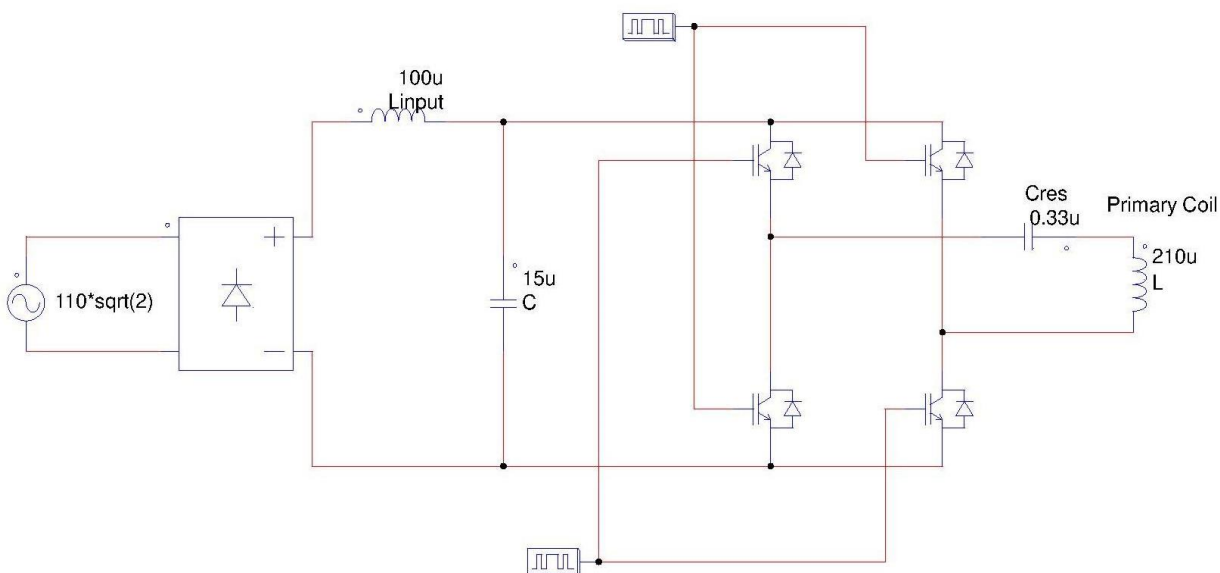 100u
Linput
110*sqrt(2)
15u
C
Cres
0.33u
Primary Coil
210u
L